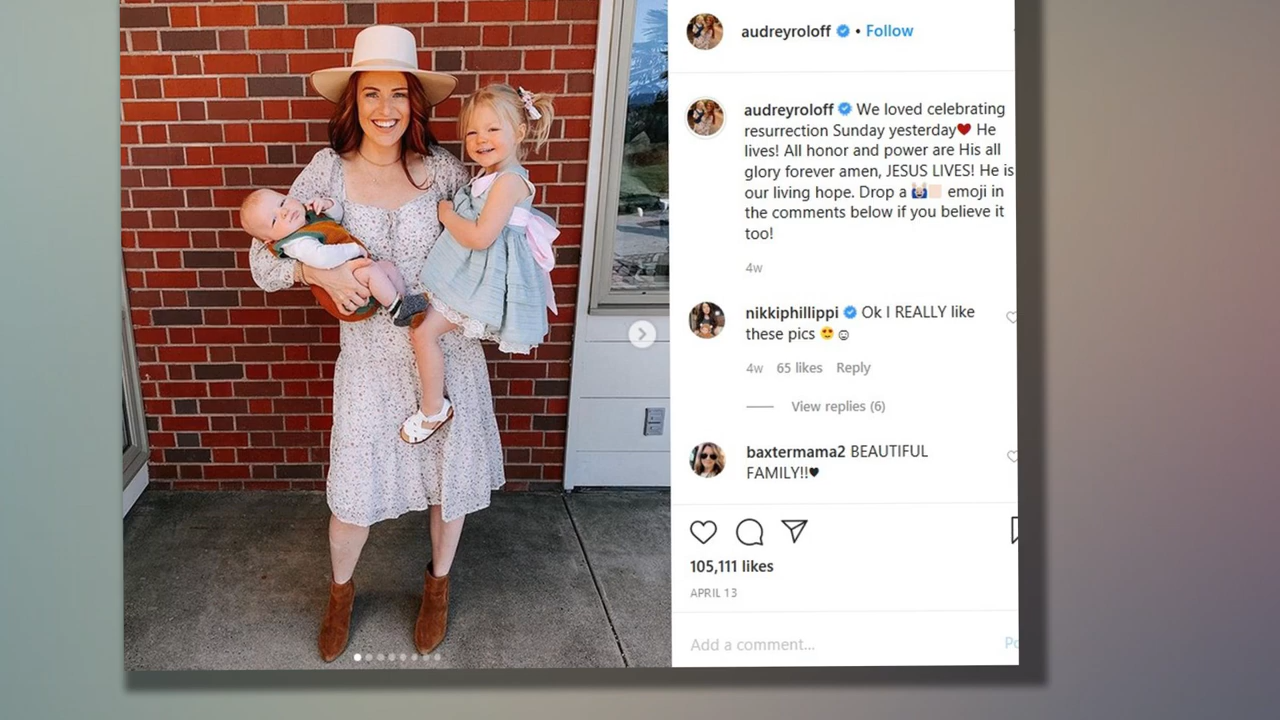 audreyroloff • Follow
audreyroloff We loved celebrating
resurrection Sunday yesterday❤️ He
lives! All honor and power are His all
glory forever amen, JESUS LIVES! He is
our living hope. Drop a 🙌🏻 emoji in
the comments below if you believe it
too!
4w
nikkiphillippi Ok I REALLY like
these pics 😍☺
4w 65 likes Reply
View replies (6)
baxtermama2 BEAUTIFUL
FAMILY!!♥
105,111 likes
APRIL 13
Add a comment...